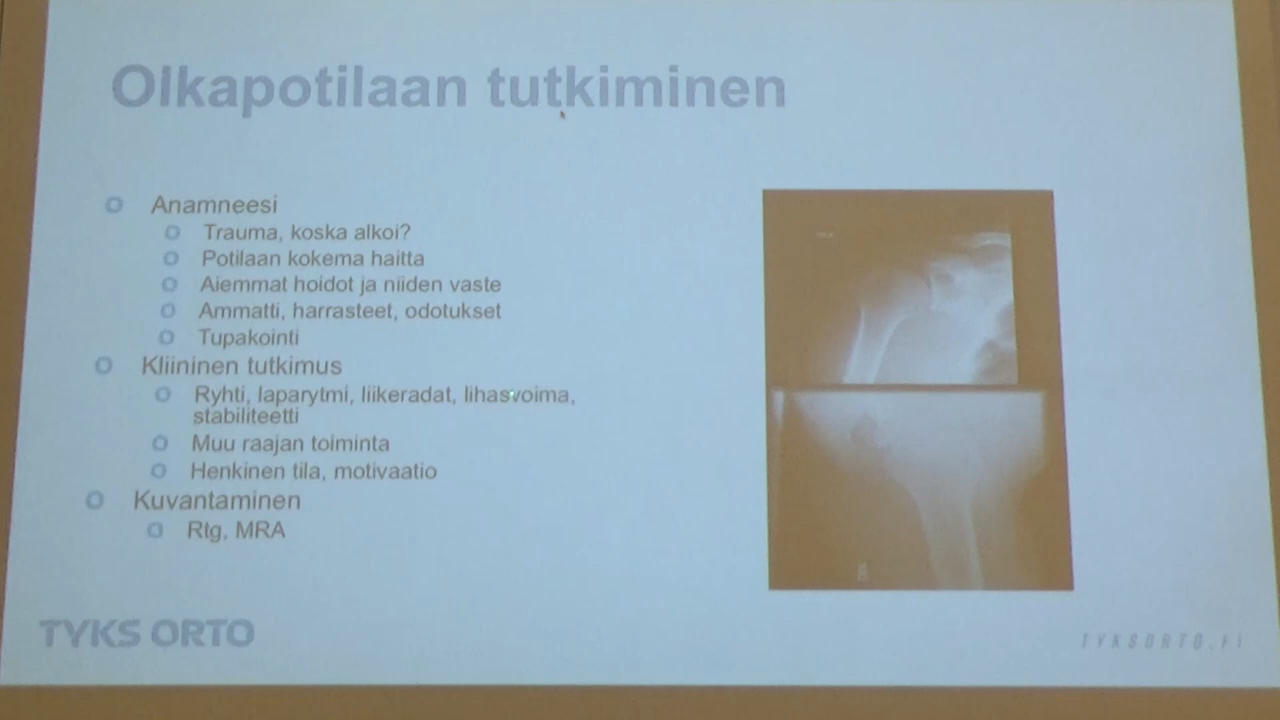 Olkapotilaan tutkiminen
Anamneesi
Trauma, koska alkoi?
Potilaan kokema haitta
Aiemmat hoidot ja niiden vaste
Ammatti, harrasteet, odotukset
Tupakointi
Kliininen tutkimus
Ryhti, laparytmi, liikeradat, lihasvoima,
stabiliteetti
Muu raajan toiminta
Henkinen tila, motivaatio
Kuvantaminen
Rtg, MRA
TYKS ORTO
TYKSORTO.FI